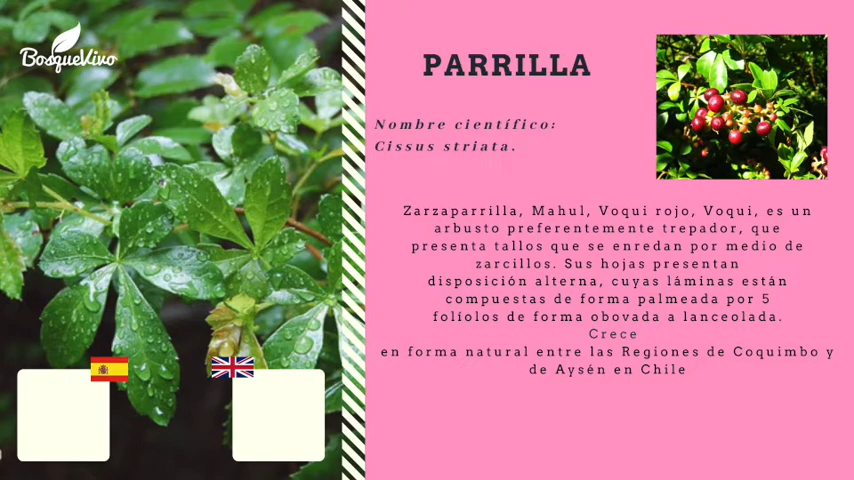 BosqueVivo
PARRILLA
Nombre científico:
Cissus striata.
Zarzaparrilla, Mahul, Voqui rojo, Voqui, es un
arbusto preferentemente trepador, que
presenta tallos que se enredan por medio de
zarcillos. Sus hojas presentan
disposición alterna, cuyas láminas están
compuestas de forma palmeada por 5
folíolos de forma obovada a lanceolada.
Crece
en forma natural entre las Regiones de Coquimbo y
de Aysén en Chile